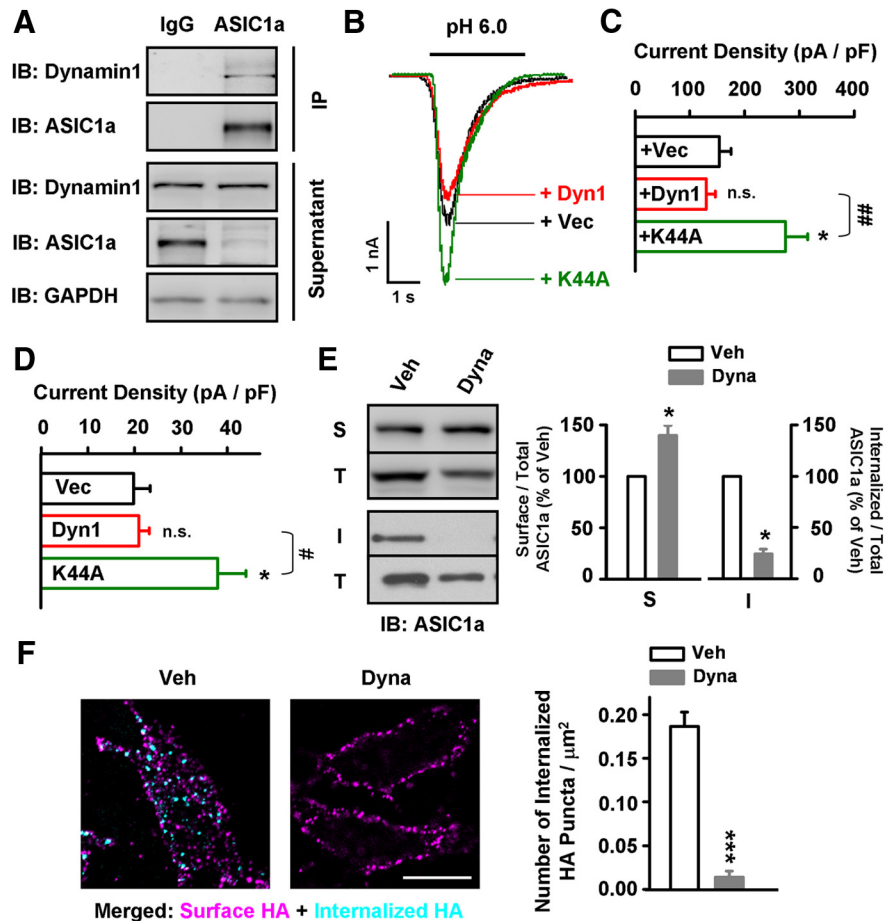 A
IgG ASIC1a
IB: Dynamin1
IB: ASIC1a
IP
IB: Dynamin1
IB: ASIC1a
IB: GAPDH
Supernatant
B
pH 6.0
+ Dyn1
+ Vec
+ K44A
1 nA
1 s
C
Current Density (pA / pF)
0 100 200 300 400
+Vec
+Dyn1 n.s.
+K44A *
##
D
Current Density (pA / pF)
0 20 40
Vec
Dyn1 n.s.
K44A *
#
E
Veh Dyna
S
T
I
T
IB: ASIC1a
Veh
Dyna
Surface / Total
ASIC1a (% of Veh)
150
100
50
0
*
S
*
I
150
100
50
0
Internalized / Total
ASIC1a (% of Veh)
F
Veh Dyna
Merged: Surface HA + Internalized HA
Veh
Dyna
Number of Internalized
HA Puncta / μm²
0.20
0.15
0.10
0.05
0.00
***